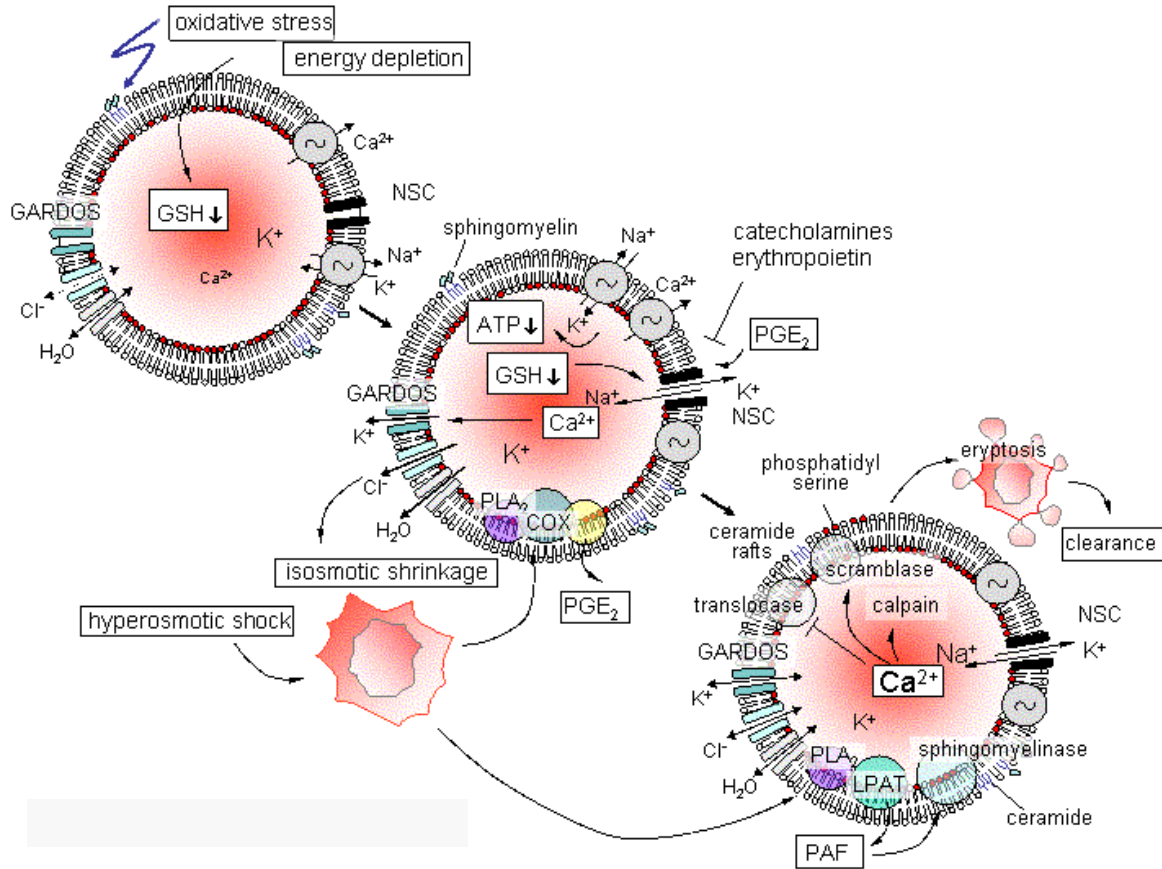 oxidative stress
energy depletion
Ca²⁺
NSC
GARDOS
GSH ↓
K⁺
Na⁺
Ca²⁺
K⁺
Cl⁻
H₂O
sphingomyelin
Na⁺
catecholamines
erythropoietin
Ca²⁺
ATP ↓
K⁺
PGE₂
GSH ↓
K⁺
GARDOS
Na⁺
NSC
K⁺
Ca²⁺
K⁺
Cl⁻
H₂O
PLA₂
COX
PGE₂
isosmotic shrinkage
hyperosmotic shock
phosphatidyl
serine
eryptosis
clearance
ceramide
rafts
scramblase
translocase
calpain
NSC
GARDOS
Na⁺
K⁺
Ca²⁺
K⁺
K⁺
Cl⁻
H₂O
PLA
sphingomyelinase
LPAT
ceramide
PAF